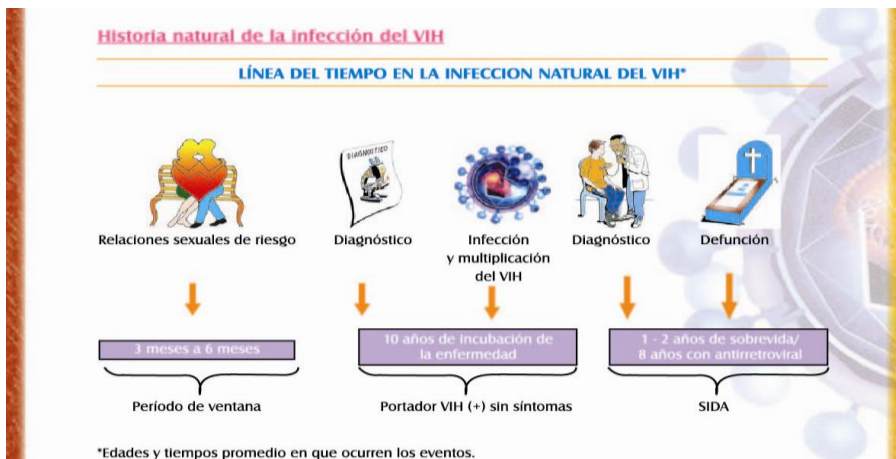 Historia natural de la infección del VIH
LÍNEA DEL TIEMPO EN LA INFECCION NATURAL DEL VIH*
DIAGNOSTICO
Relaciones sexuales de riesgo
Diagnóstico
Infección
y multiplicación
del VIH
Diagnóstico
Defunción
3 meses a 6 meses
10 años de incubación de
la enfermedad
1 - 2 años de sobrevida/
8 años con antirretroviral
Período de ventana
Portador VIH (+) sin síntomas
SIDA
*Edades y tiempos promedio en que ocurren los eventos.